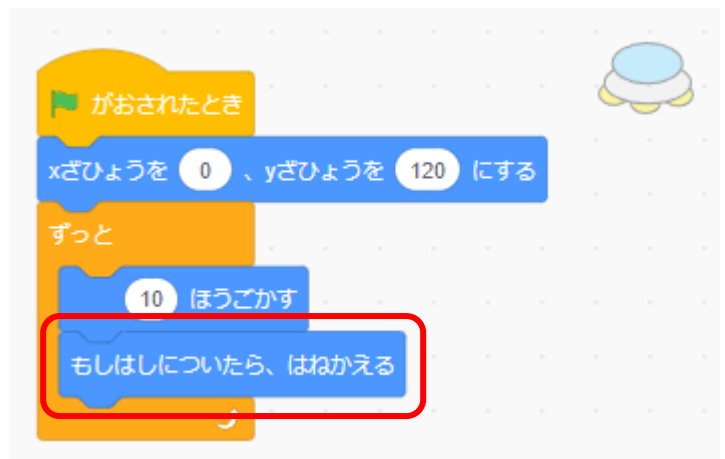 がおされたとき
xざひょうを 0 、yざひょうを 120 にする
ずっと
10 ほうごかす
もしはしについたら、はねかえる